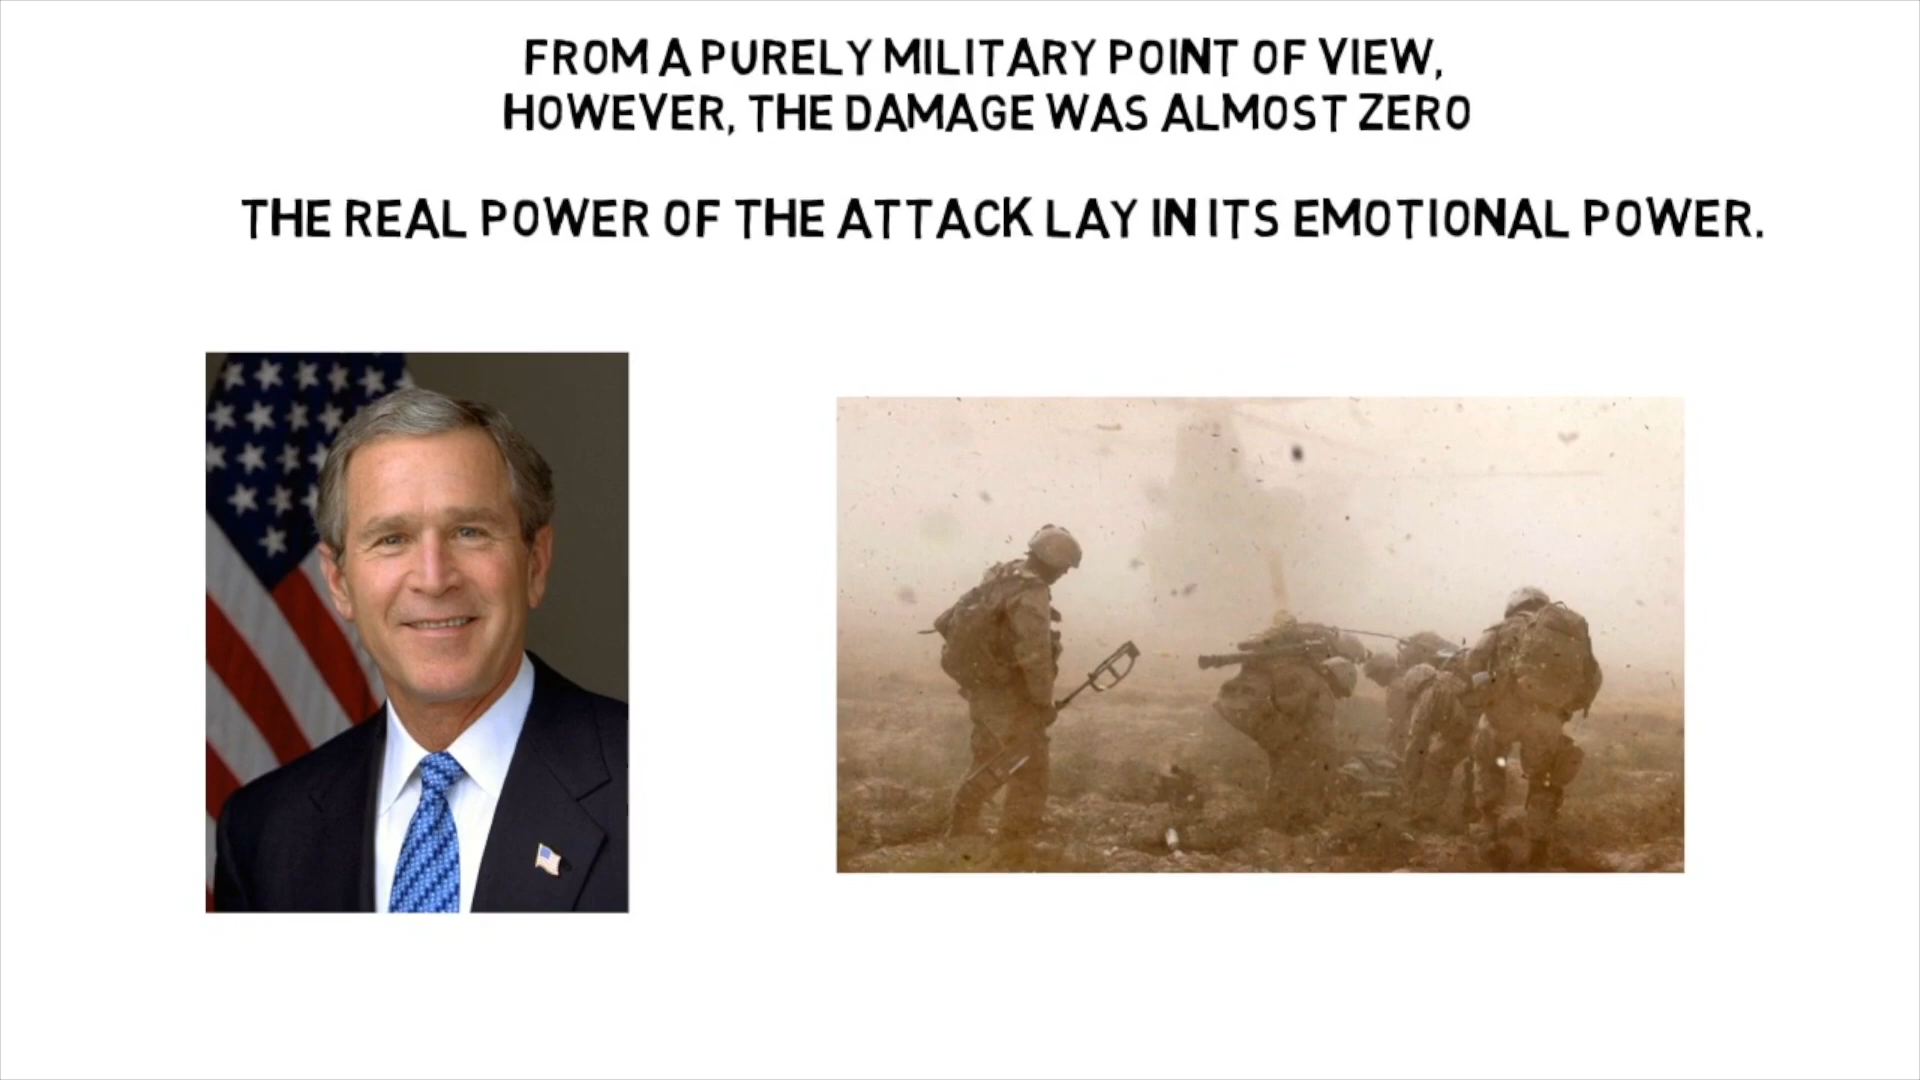 FROM A PURELY MILITARY POINT OF VIEW,
HOWEVER, THE DAMAGE WAS ALMOST ZERO
THE REAL POWER OF THE ATTACK LAY IN ITS EMOTIONAL POWER.